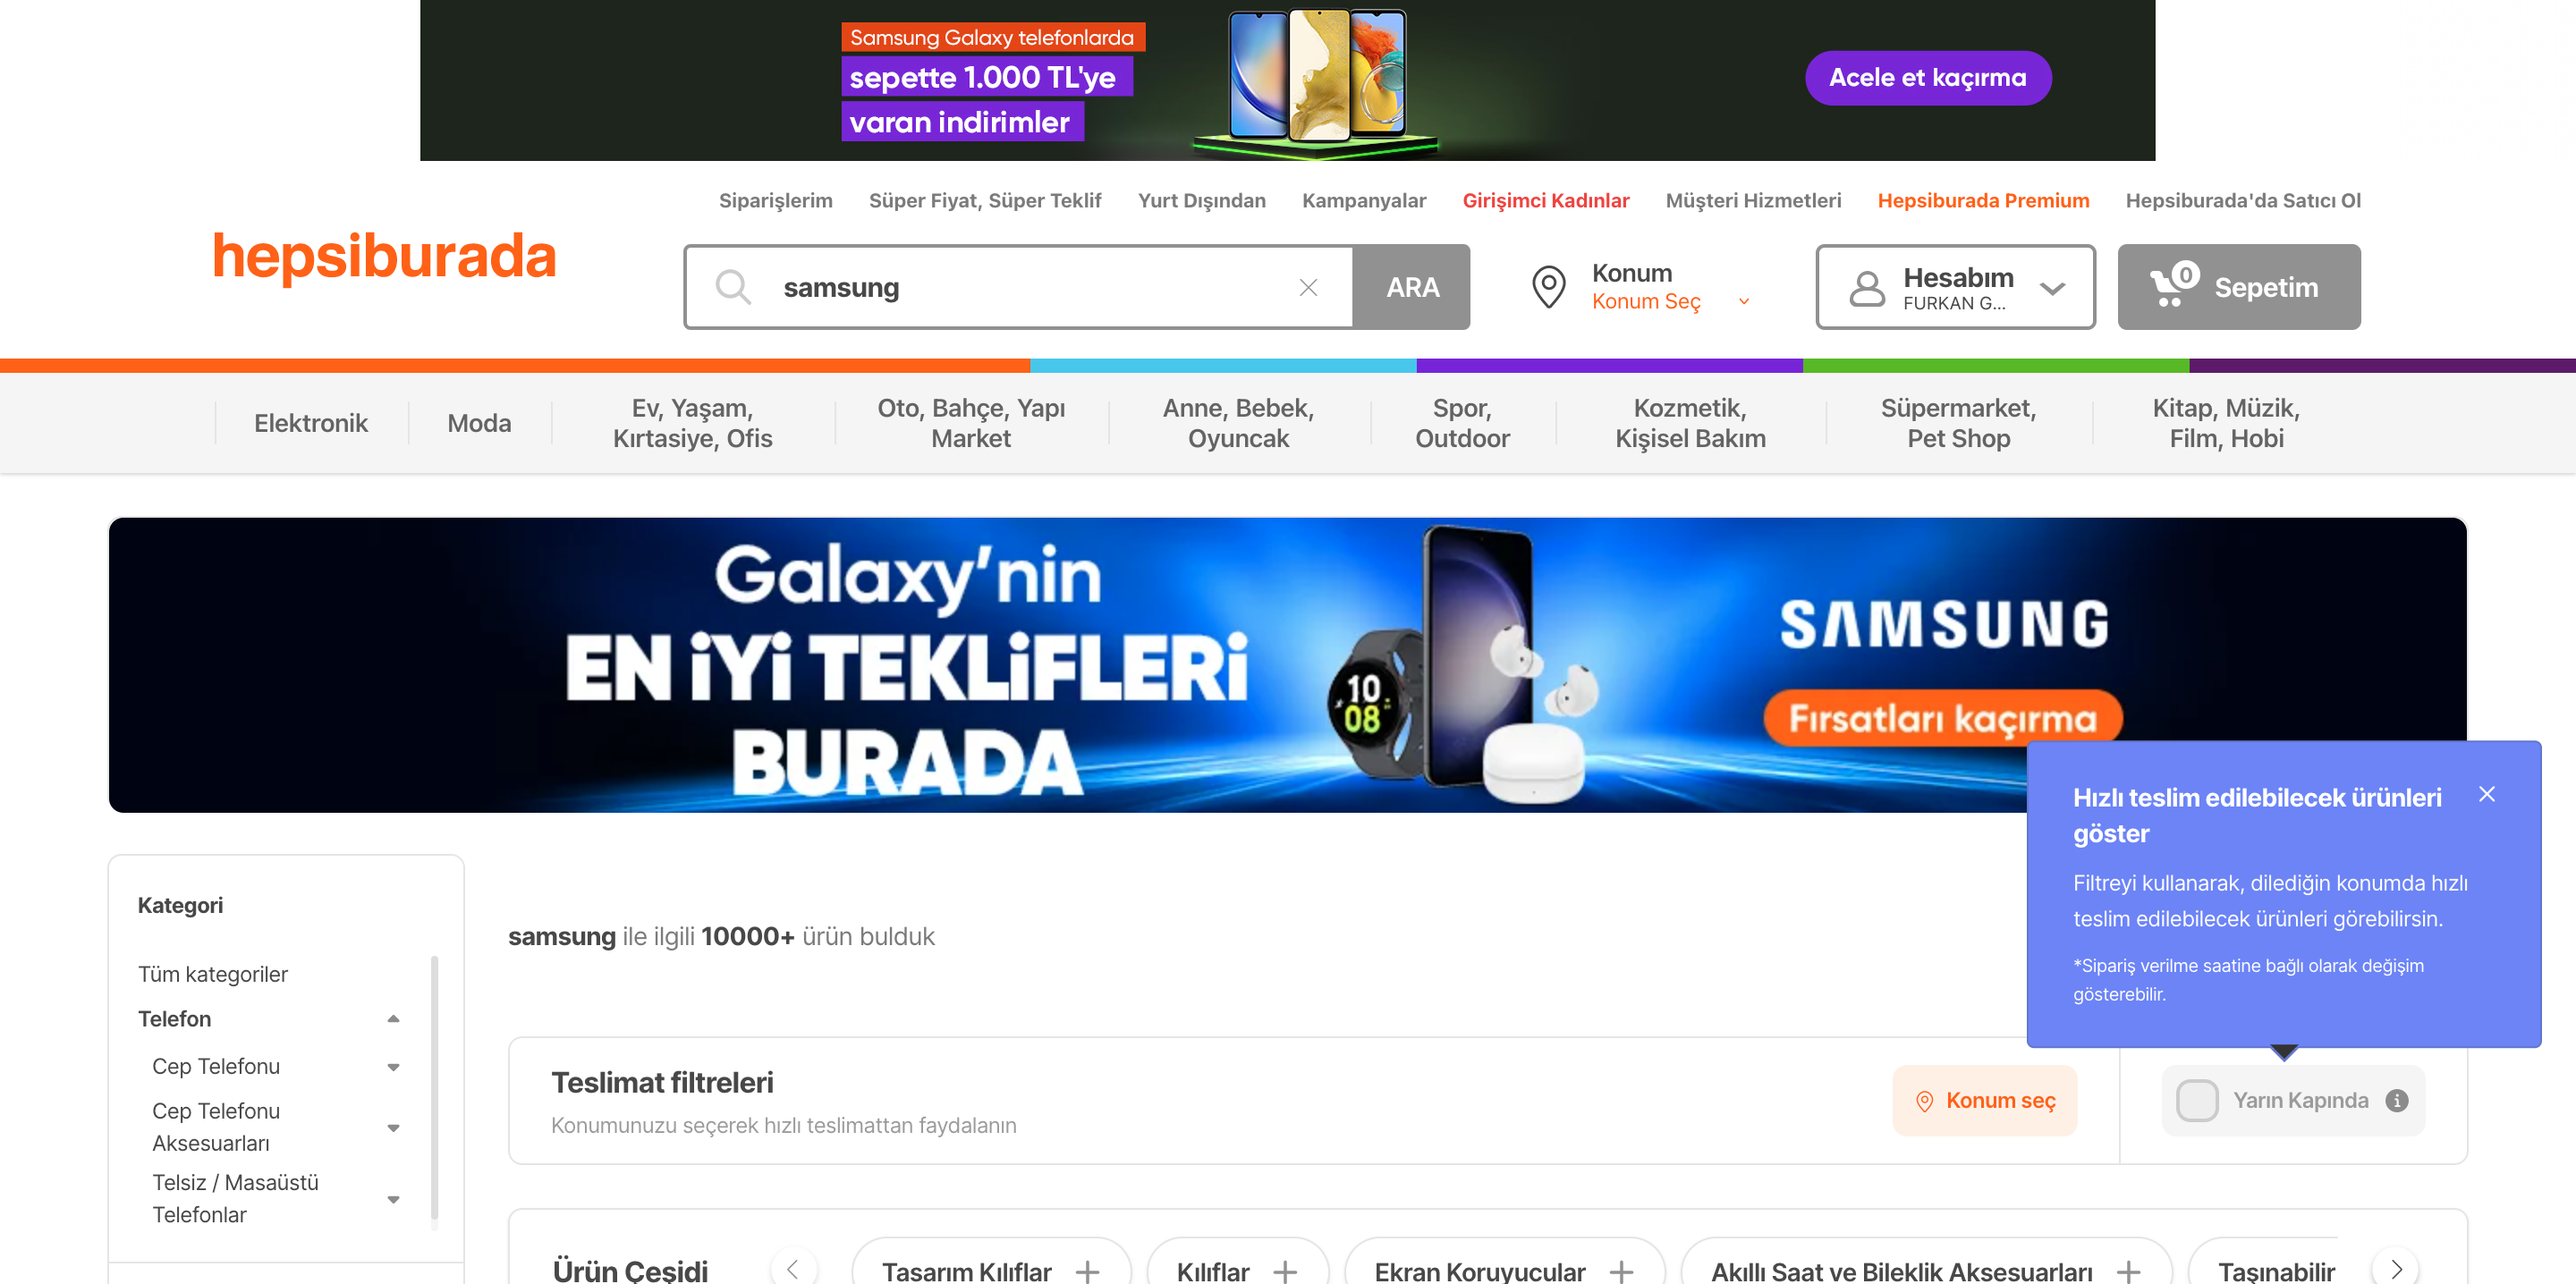 Samsung Galaxy telefonlarda
sepette 1.000 TL'ye
varan indirimler
Acele et kaçırma
Siparişlerim Süper Fiyat, Süper Teklif Yurt Dışından Kampanyalar Girişimci Kadınlar Müşteri Hizmetleri Hepsiburada Premium Hepsiburada'da Satıcı Ol
hepsiburada
samsung
ARA
Konum
Konum Seç
Hesabım
FURKAN G...
0
Sepetim
Elektronik
Moda
Ev, Yaşam,
Kırtasiye, Ofis
Oto, Bahçe, Yapı
Market
Anne, Bebek,
Oyuncak
Spor,
Outdoor
Kozmetik,
Kişisel Bakım
Süpermarket,
Pet Shop
Kitap, Müzik,
Film, Hobi
Galaxy'nin
EN İYİ TEKLİFLERİ
BURADA
10
08
SAMSUNG
Fırsatları kaçırma
Hızlı teslim edilebilecek ürünleri
göster
Filtreyi kullanarak, dilediğin konumda hızlı
teslim edilebilecek ürünleri görebilirsin.
*Sipariş verilme saatine bağlı olarak değişim
gösterebilir.
Kategori
Tüm kategoriler
Telefon
Cep Telefonu
Cep Telefonu
Aksesuarları
Telsiz / Masaüstü
Telefonlar
samsung ile ilgili 10000+ ürün bulduk
Teslimat filtreleri
Konumunuzu seçerek hızlı teslimattan faydalanın
Konum seç
Yarın Kapında
Ürün Çeşidi
Tasarım Kılıflar
Kılıflar
Ekran Koruyucular
Akıllı Saat ve Bileklik Aksesuarları
Taşınabilir